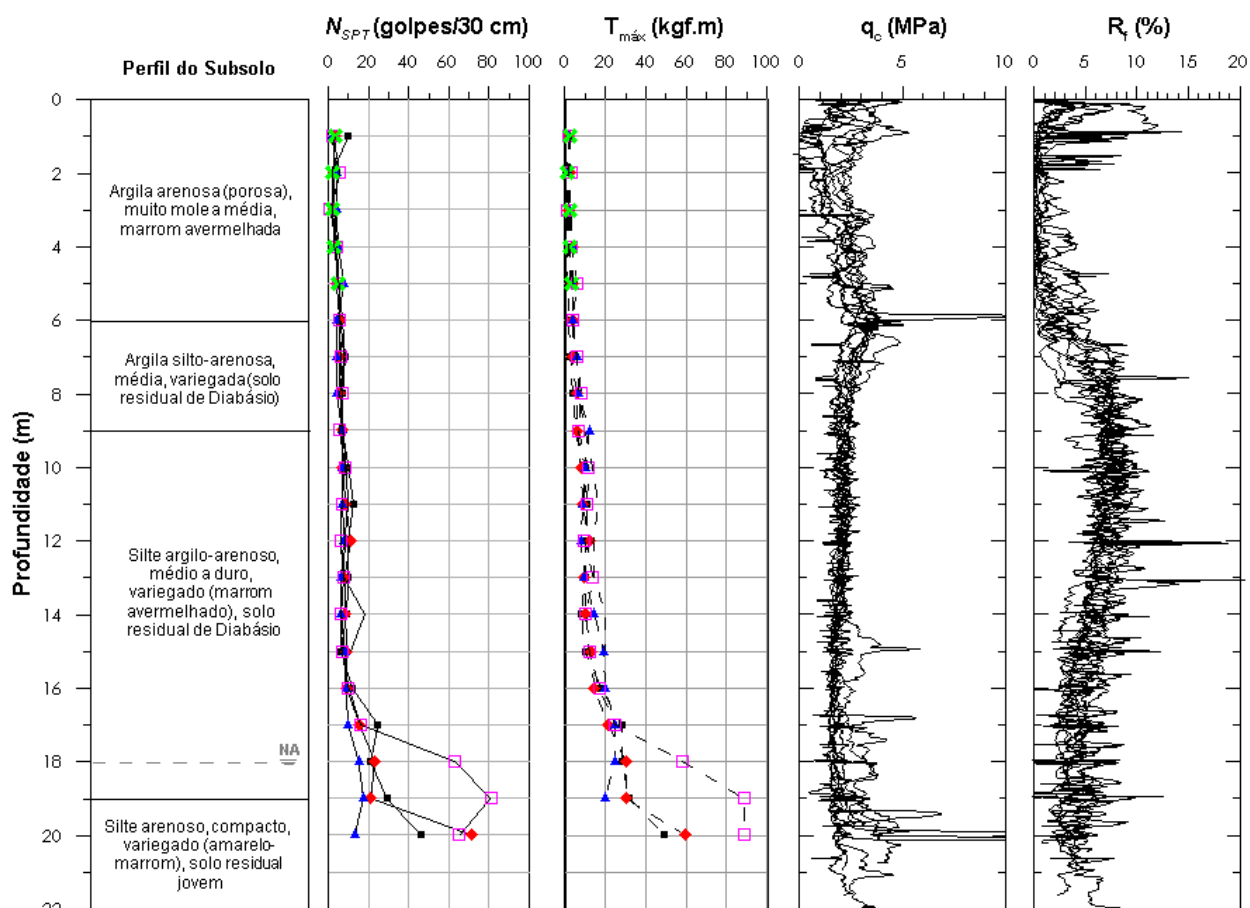 N_SPT (golpes/30 cm)
T_máx (kgf.m)
q_c (MPa)
R_f (%)
Perfil do Subsolo
0 20 40 60 80 100
0 20 40 60 80 100
0 5 10
0 5 10 15 20
Profundidade (m)
0
2
4
6
8
10
12
14
16
18
20
22
Argila arenosa (porosa),
muito mole a média,
marrom avermelhada
Argila silto-arenosa,
média, variegada (solo
residual de Diabásio)
Silte argilo-arenoso,
médio a duro,
variegado (marrom
avermelhado), solo
residual de Diabásio
NA
Silte arenoso, compacto,
variegado (amarelo-
marrom), solo residual
jovem